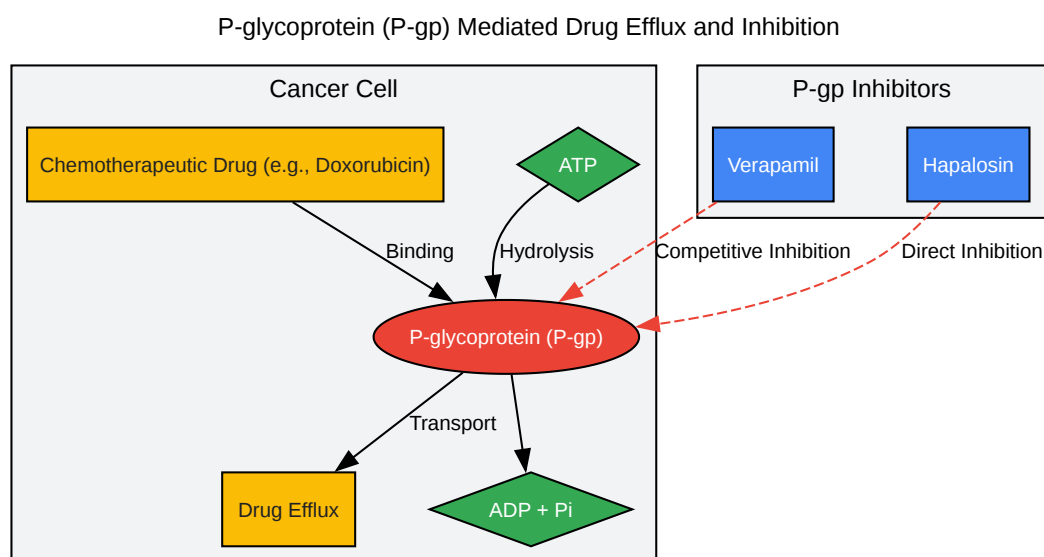 P-glycoprotein (P-gp) Mediated Drug Efflux and Inhibition
Cancer Cell
P-gp Inhibitors
Chemotherapeutic Drug (e.g., Doxorubicin)
ATP
Verapamil
Hapalosin
Binding
Hydrolysis
Competitive Inhibition
Direct Inhibition
P-glycoprotein (P-gp)
Transport
Drug Efflux
ADP + Pi